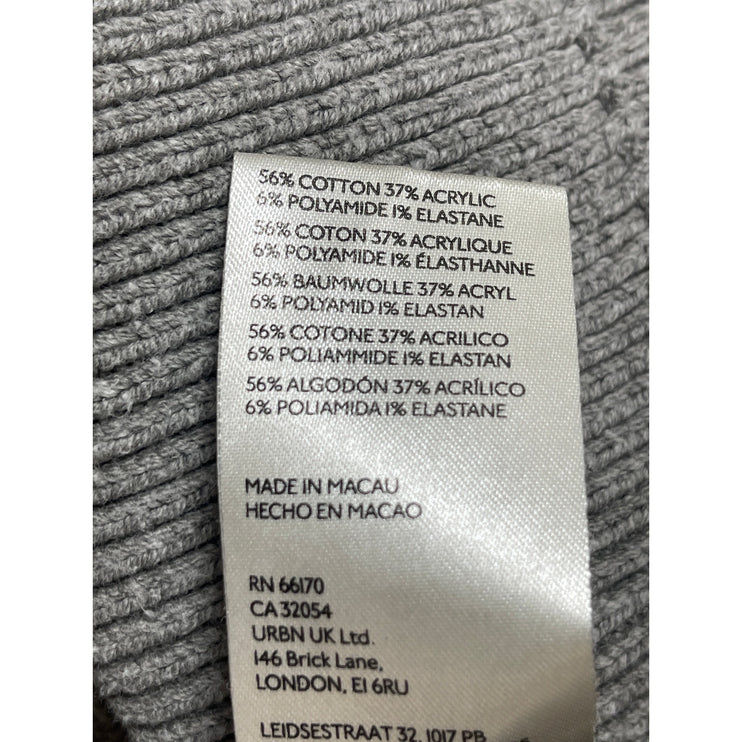 56% COTTON 37% ACRYLIC
6% POLYAMIDE 1% ELASTANE
56% COTON 37% ACRYLIQUE
6% POLYAMIDE 1% ÉLASTHANNE
56% BAUMWOLLE 37% ACRYL
6% POLYAMID 1% ELASTAN
56% COTONE 37% ACRILICO
6% POLIAMMIDE 1% ELASTAN
56% ALGODÓN 37% ACRÍLICO
6% POLIAMIDA 1% ELASTANE
MADE IN MACAU
HECHO EN MACAO
RN 66170
CA 32054
URBN UK Ltd.
146 Brick Lane,
LONDON, E1 6RU
LEIDSESTRAAT 32, 1017 PB